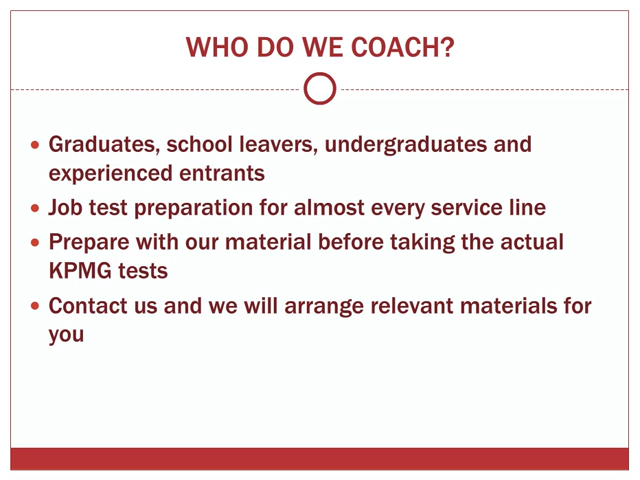 WHO DO WE COACH?
• Graduates, school leavers, undergraduates and
experienced entrants
• Job test preparation for almost every service line
• Prepare with our material before taking the actual
KPMG tests
• Contact us and we will arrange relevant materials for
you